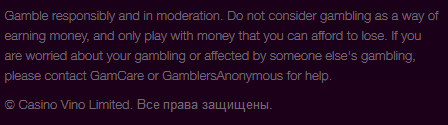 Gamble responsibly and in moderation. Do not consider gambling as a way of
earning money, and only play with money that you can afford to lose. If you
are worried about your gambling or affected by someone else's gambling,
please contact GamCare or GamblersAnonymous for help.
© Casino Vino Limited. Все права защищены.